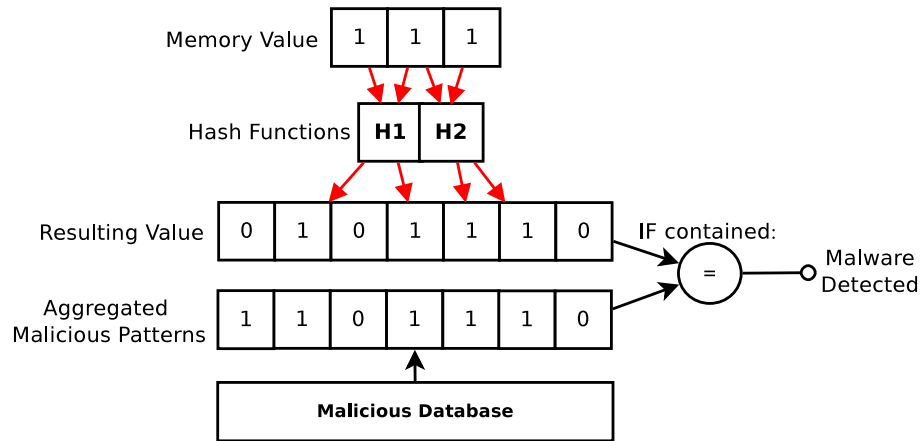 Memory Value 1 1 1
Hash Functions H1 H2
Resulting Value 0 1 0 1 1 1 0
IF contained:
=
Malware
Detected
Aggregated
Malicious Patterns 1 1 0 1 1 1 0
Malicious Database